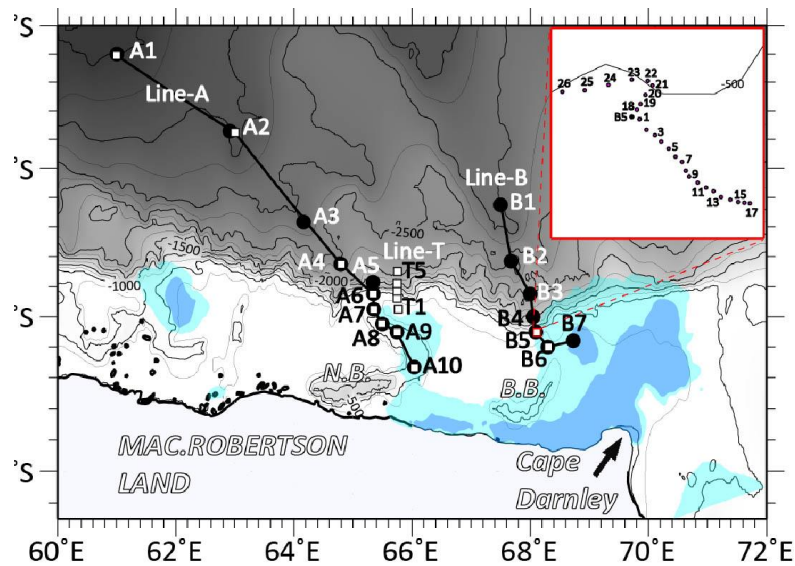 °S
A1
Line-A
A2
°S
A3
A4
A5
A6
A7
A8
A9
A10
-1500
-1000
-2000
-2500
Line-T
T5
T1
Line-B
B1
B2
B3
B4
B5
B6
B7
-500
23
22
26
25
24
21
20
19
18
B5
1
3
5
7
9
11
13
15
17
°S
N.B.
500
B.B.
MAC.ROBERTSON
LAND
Cape
Darnley
°S
°S
60°E
62°E
64°E
66°E
68°E
70°E
72°E